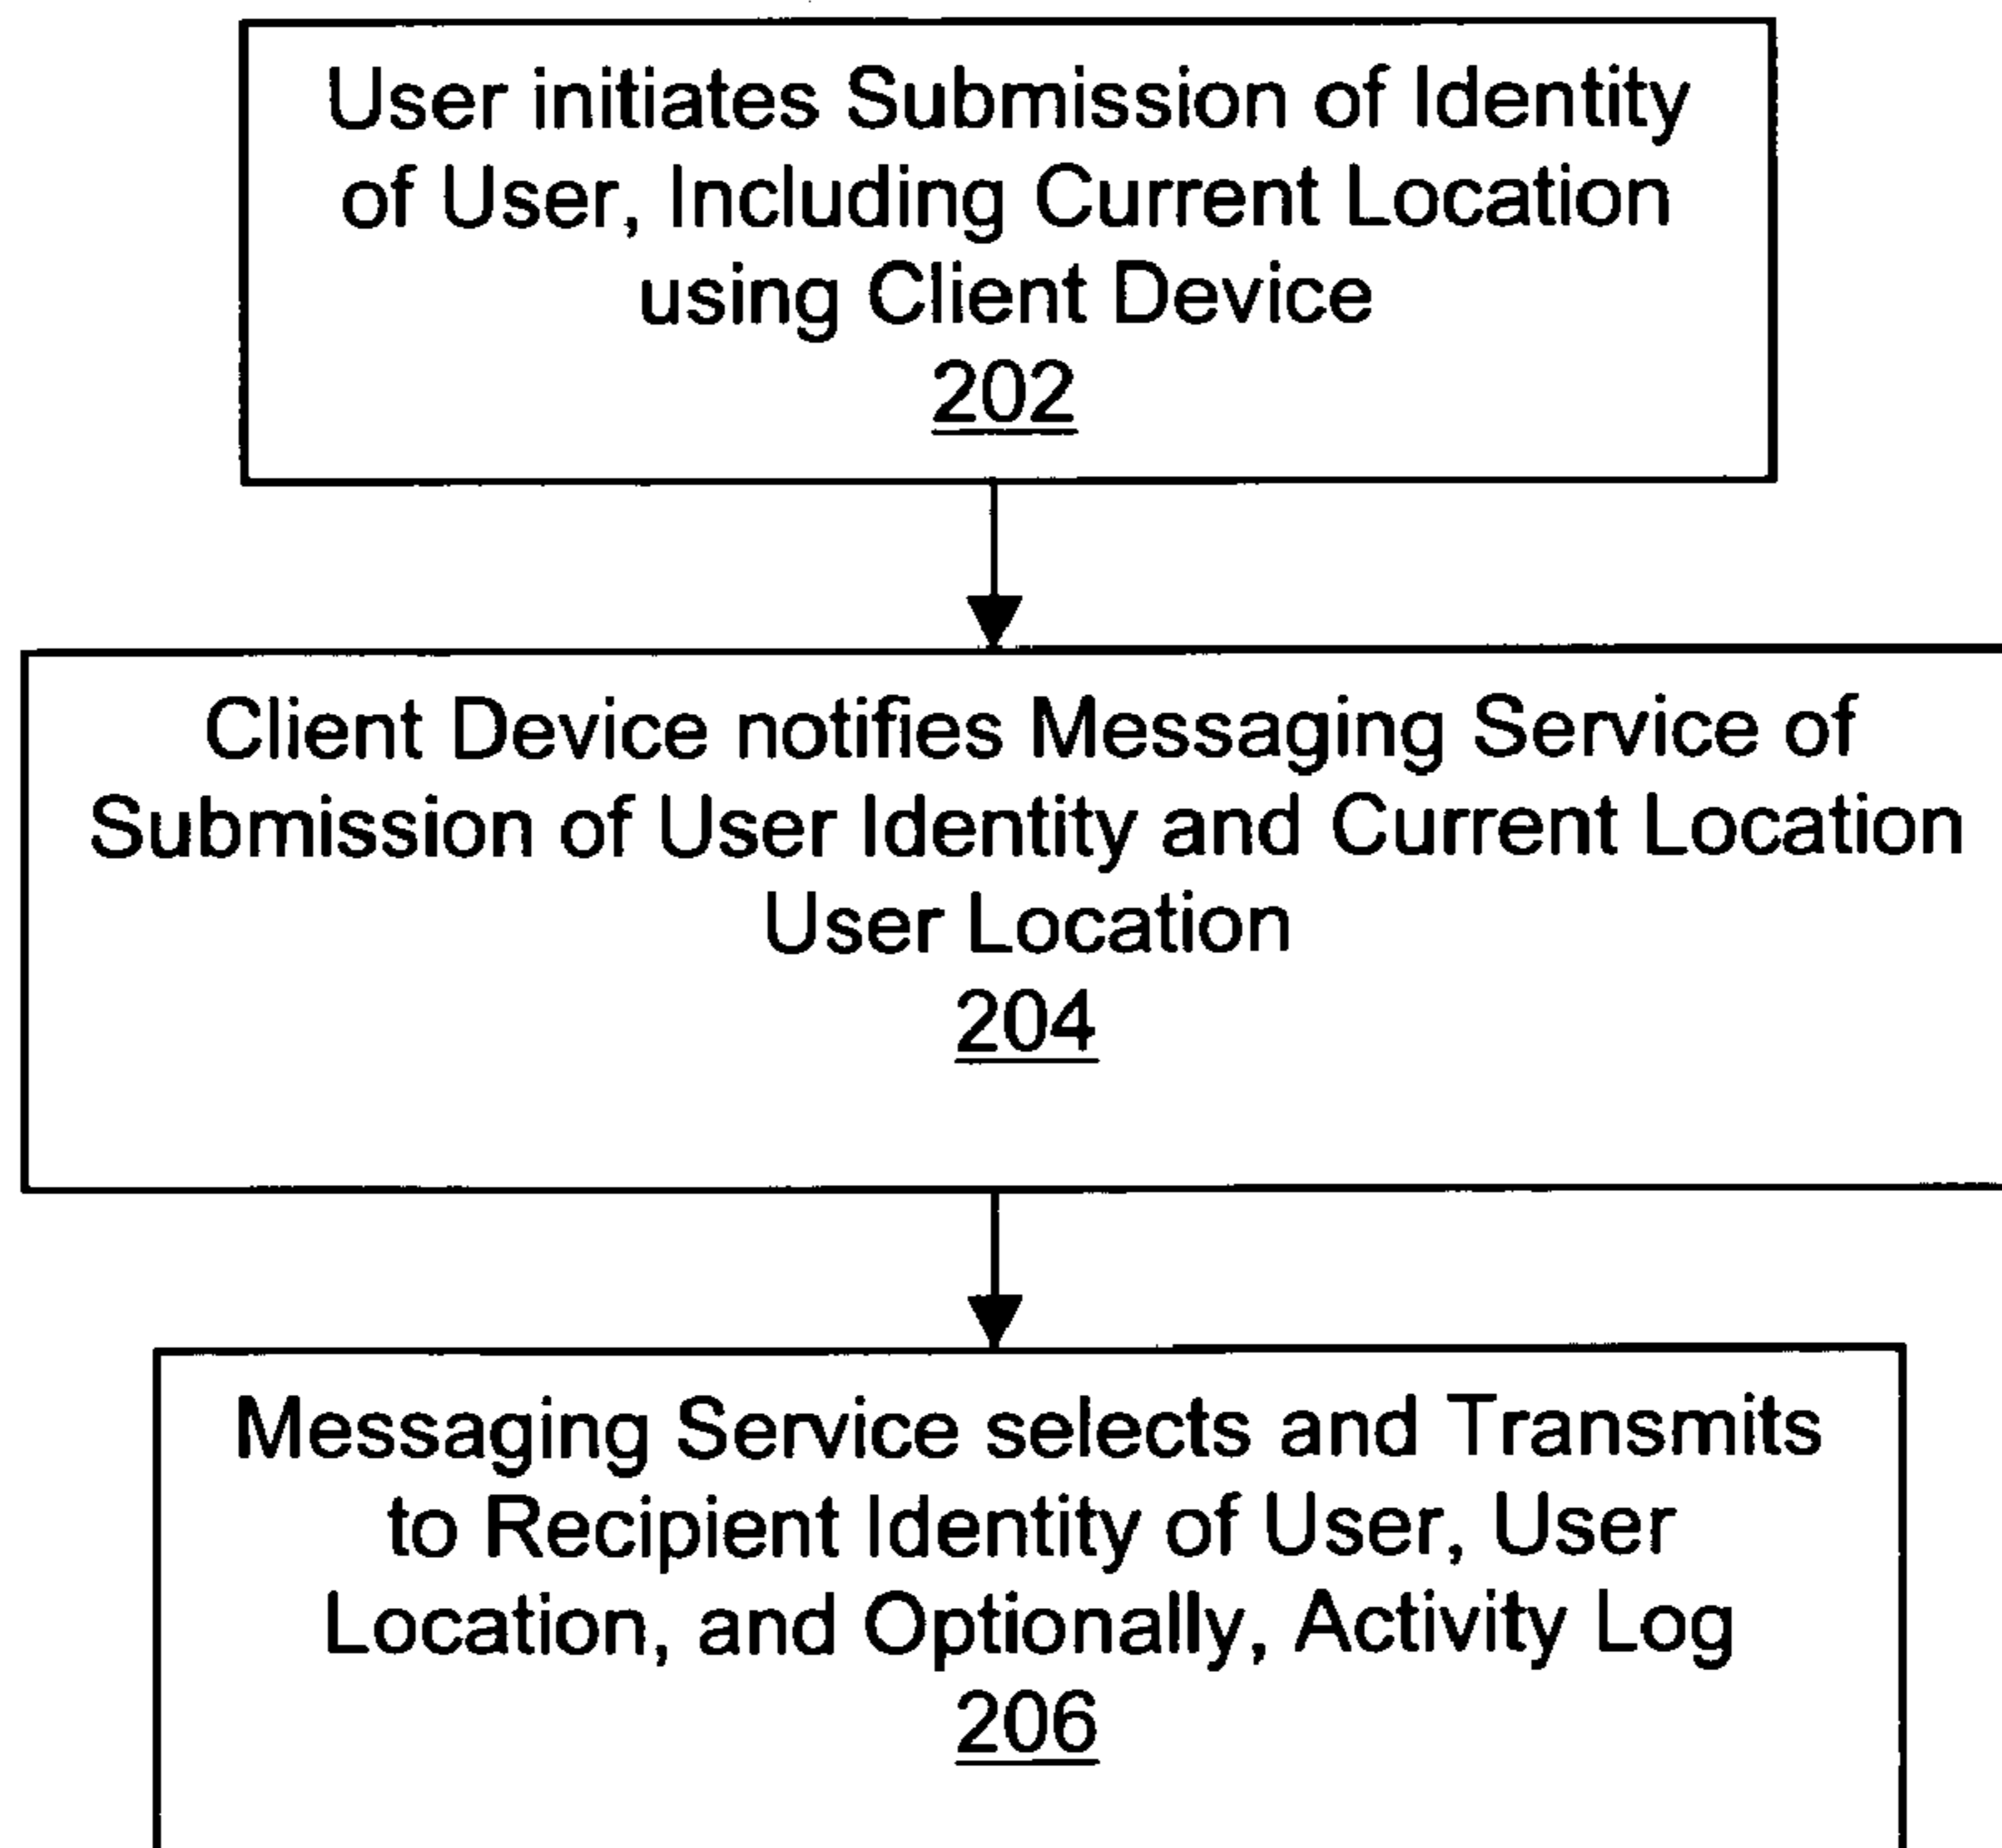 User initiates Submission of Identity
of User, Including Current Location
using Client Device
202
Client Device notifies Messaging Service of
Submission of User Identity and Current Location
User Location
204
Messaging Service selects and Transmits
to Recipient Identity of User, User
Location, and Optionally, Activity Log
206